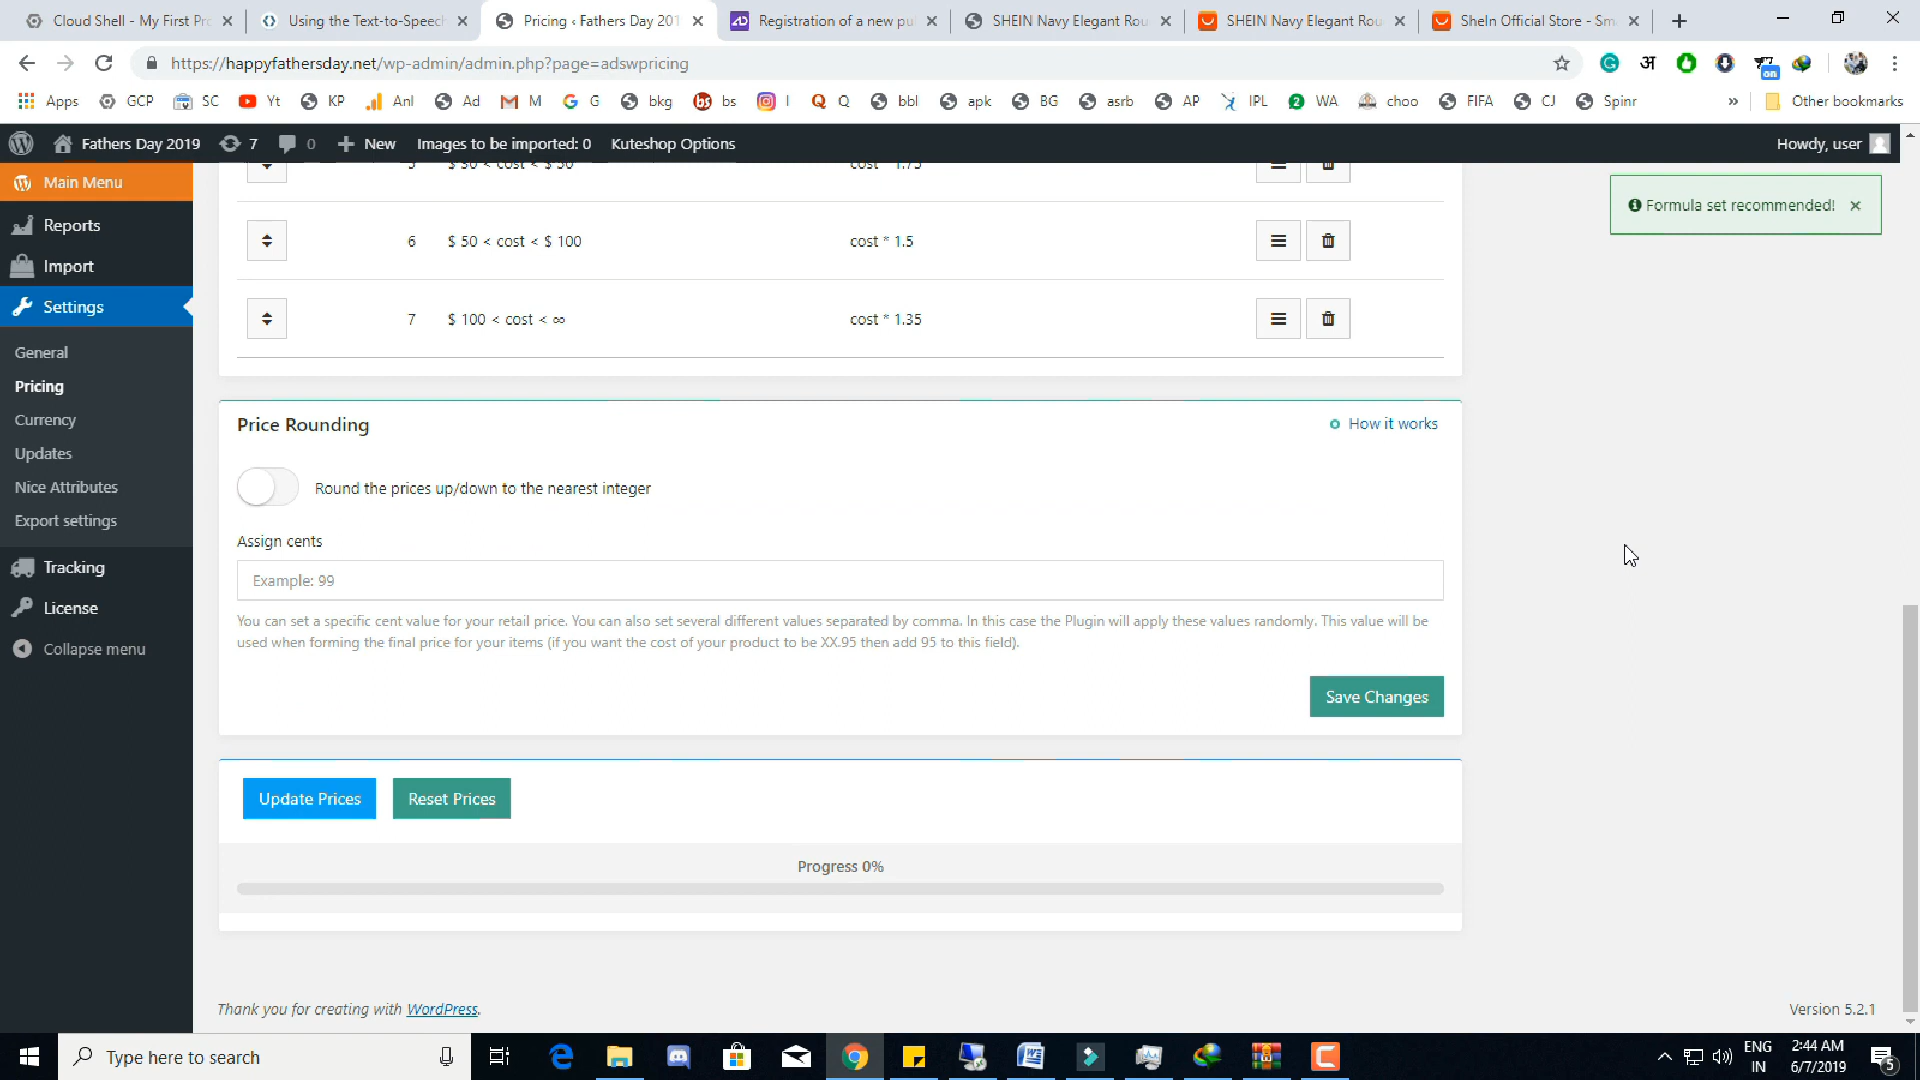 Cloud Shell - My First Pro
Using the Text-to-Speech
Pricing ‹ Fathers Day 201
Registration of a new pu
SHEIN Navy Elegant Rou
SHEIN Navy Elegant Rou
SheIn Official Store - Sma
https://happyfathersday.net/wp-admin/admin.php?page=adswpricing
Apps GCP SC Yt KP Anl Ad M G bkg bs I Q bbl apk BG asrb AP IPL WA choo FIFA CJ Spinr » Other bookmarks
Fathers Day 2019 7 0 New Images to be imported: 0 Kuteshop Options Howdy, user
Main Menu
Reports
Import
Settings
General
Pricing
Currency
Updates
Nice Attributes
Export settings
Tracking
License
Collapse menu
5 $ 30 < cost < $ 50 cost * 1.75
6 $ 50 < cost < $ 100 cost * 1.5
7 $ 100 < cost < ∞ cost * 1.35
Formula set recommended! ×
Price Rounding
How it works
Round the prices up/down to the nearest integer
Assign cents
Example: 99
You can set a specific cent value for your retail price. You can also set several different values separated by comma. In this case the Plugin will apply these values randomly. This value will be
used when forming the final price for your items (if you want the cost of your product to be XX.95 then add 95 to this field).
Save Changes
Update Prices
Reset Prices
Progress 0%
Thank you for creating with WordPress.
Version 5.2.1
Type here to search
ENG
IN
2:44 AM
6/7/2019
5